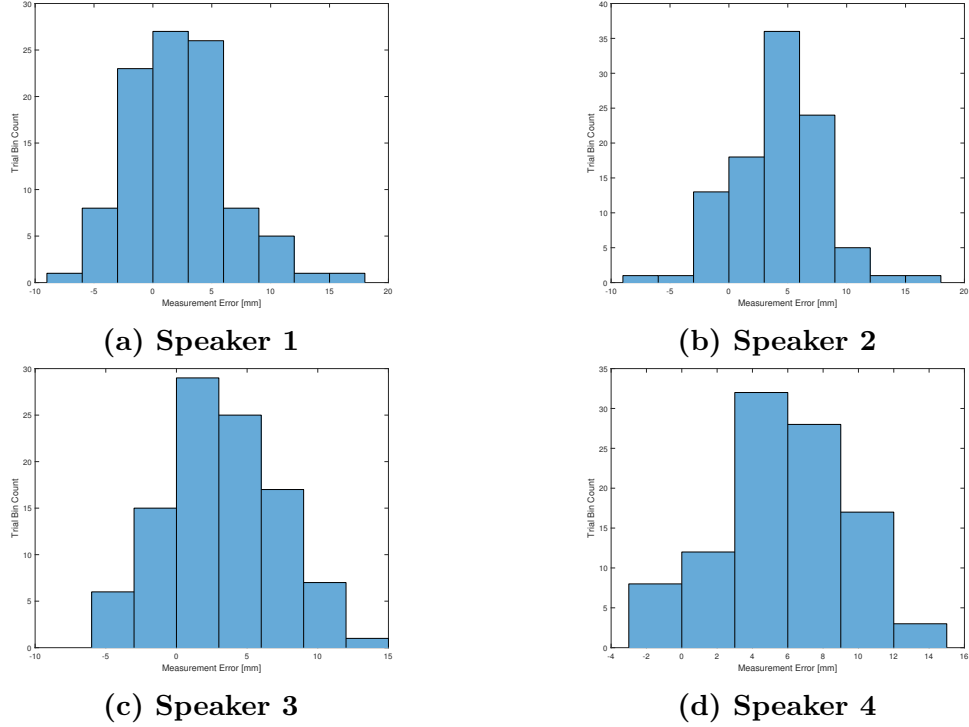 30
25
20
15
10
5
0
Trial Bin Count
-10 -5 0 5 10 15 20
Measurement Error [mm]
(a) Speaker 1
40
35
30
25
20
15
10
5
0
Trial Bin Count
-10 -5 0 5 10 15 20
Measurement Error [mm]
(b) Speaker 2
30
25
20
15
10
5
0
Trial Bin Count
-10 -5 0 5 10 15
Measurement Error [mm]
(c) Speaker 3
35
30
25
20
15
10
5
0
Trial Bin Count
-4 -2 0 2 4 6 8 10 12 14 16
Measurement Error [mm]
(d) Speaker 4